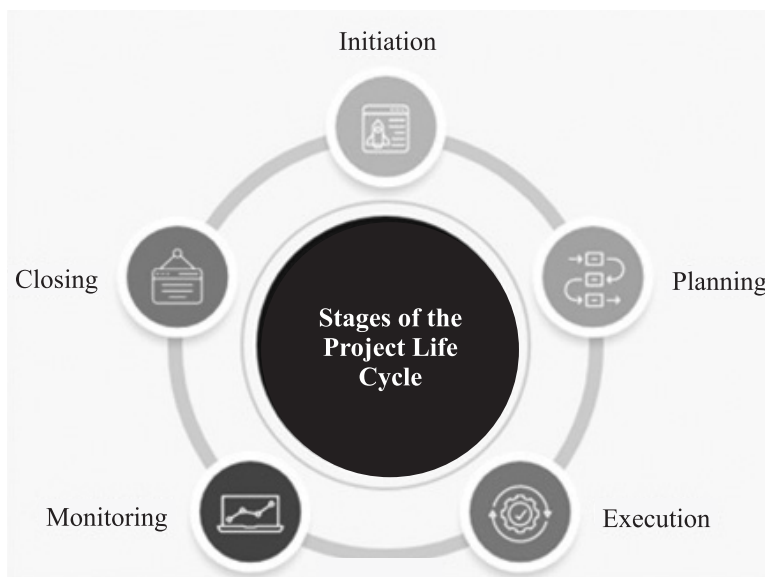 Initiation
Closing
Planning
Stages of the
Project Life
Cycle
Monitoring
Execution